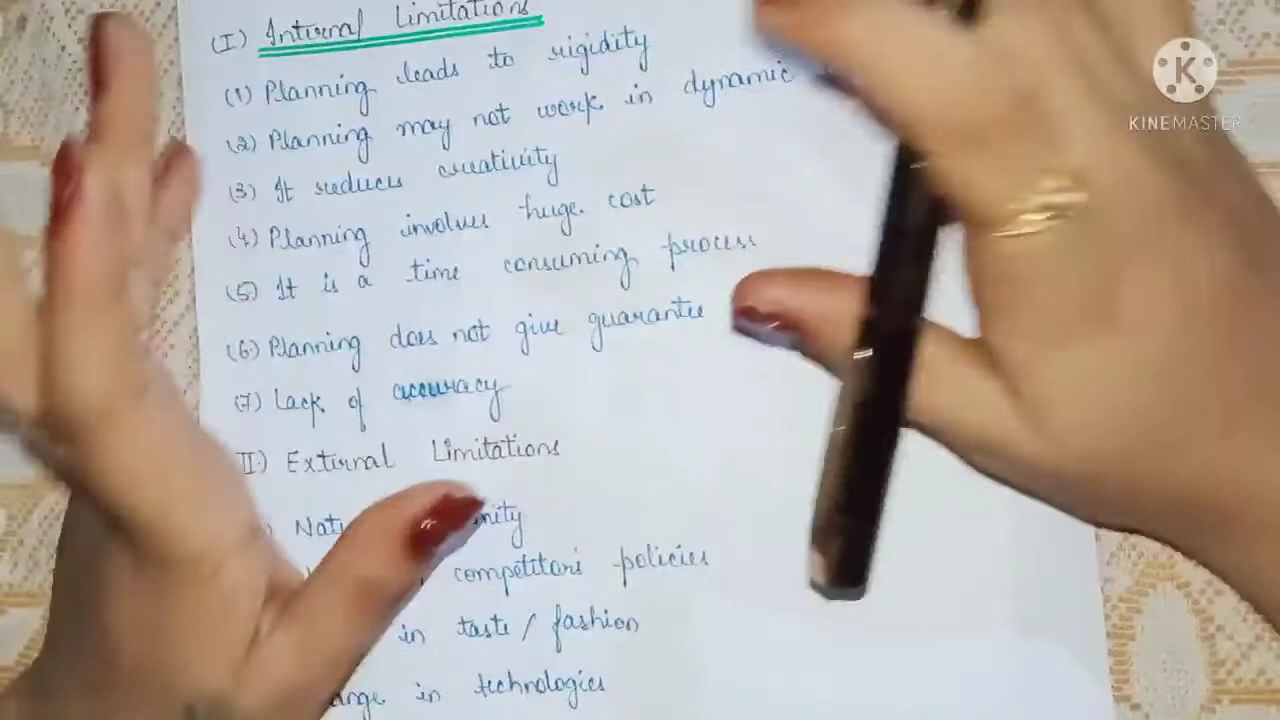 (I) Internal Limitations
(1) Planning leads to rigidity
(2) Planning may not work in dynamic
(3) It reduces creativity
(4) Planning involves huge cost
(5) It is a time consuming process
(6) Planning does not give guarantee
(7) Lack of accuracy
II) External Limitations
competitors policies
in taste / fashion
in technologies
KINEMASTER